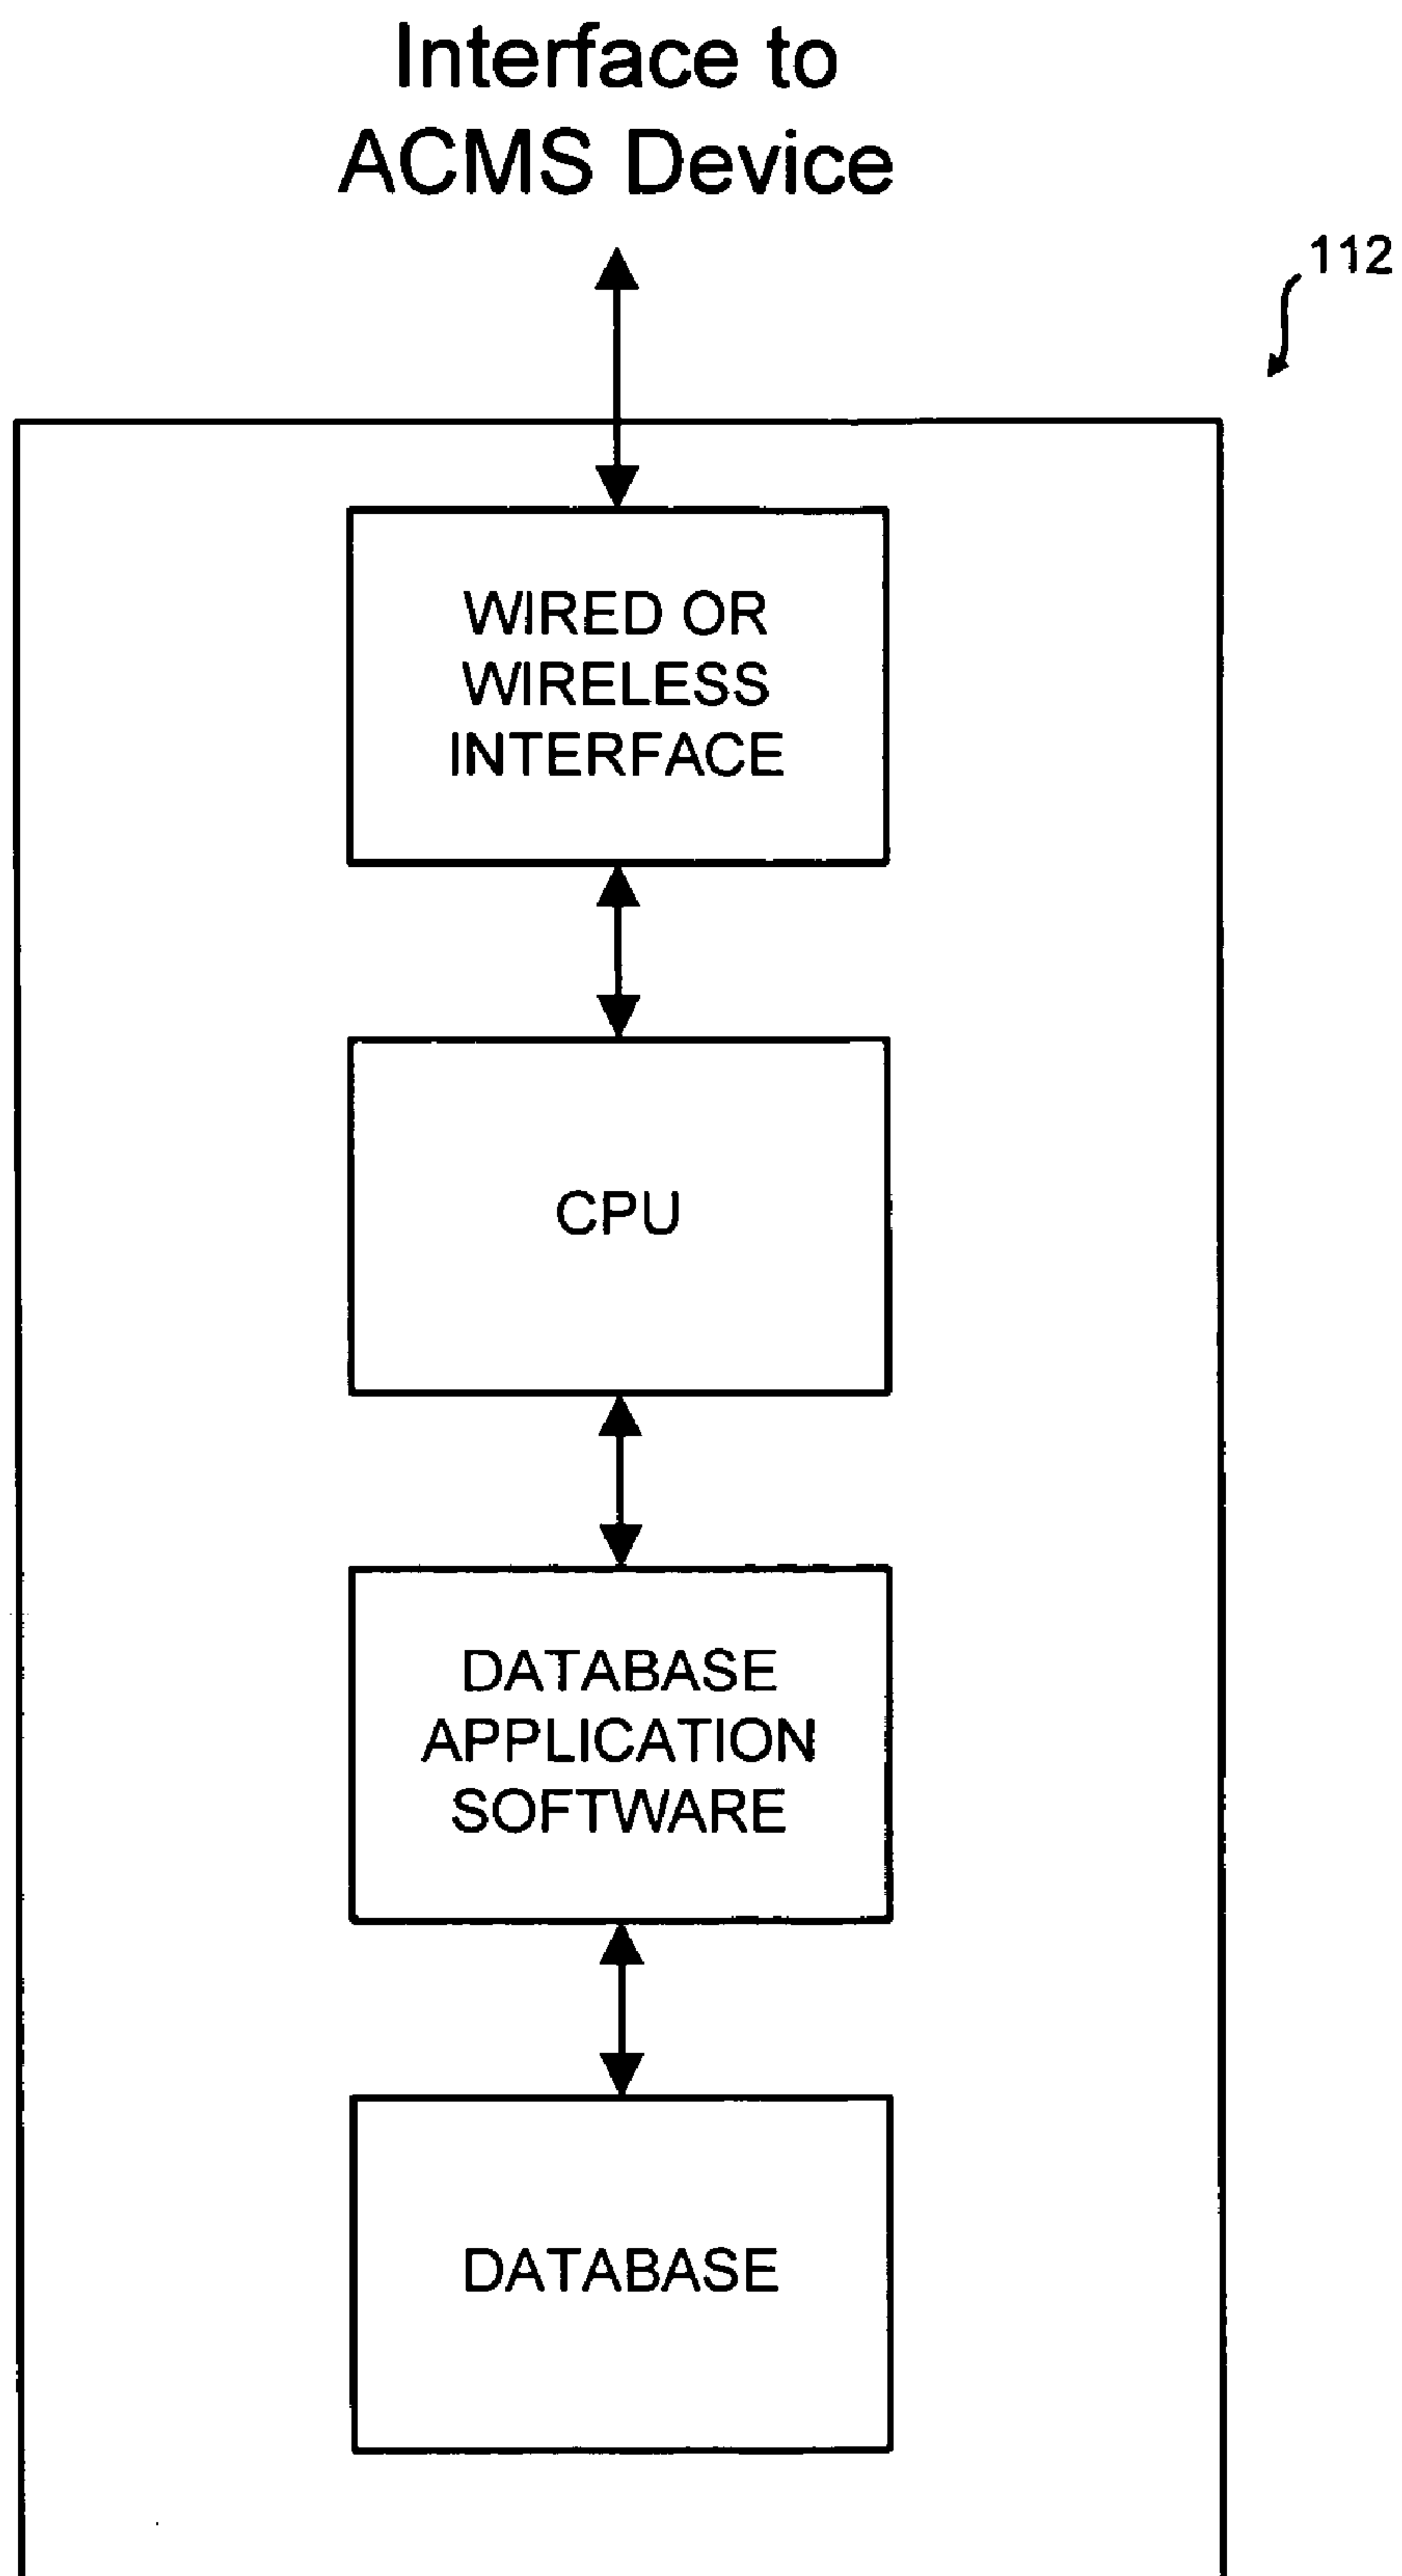 Interface to
ACMS Device
112
WIRED OR
WIRELESS
INTERFACE
CPU
DATABASE
APPLICATION
SOFTWARE
DATABASE